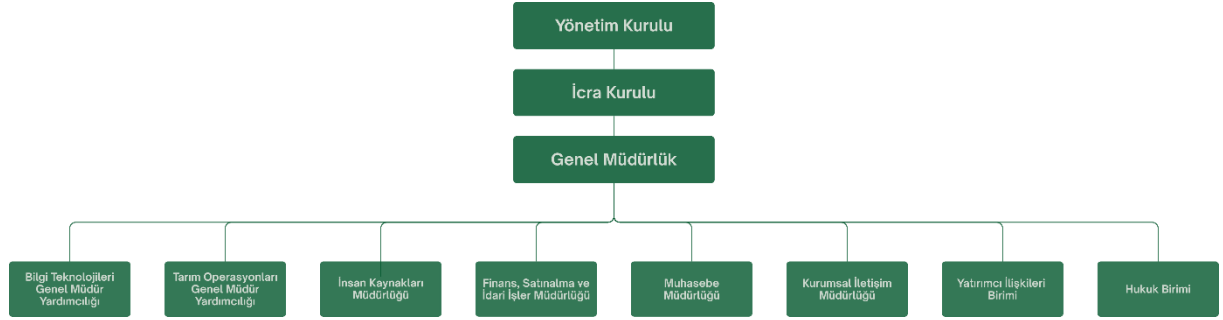 Yönetim Kurulu
İcra Kurulu
Genel Müdürlük
Bilgi Teknolojileri
Genel Müdür
Yardımcılığı
Tarım Operasyonları
Genel Müdür
Yardımcılığı
İnsan Kaynakları
Müdürlüğü
Finans, Satınalma ve
İdari İşler Müdürlüğü
Muhasebe
Müdürlüğü
Kurumsal İletişim
Müdürlüğü
Yatırımcı İlişkileri
Birimi
Hukuk Birimi